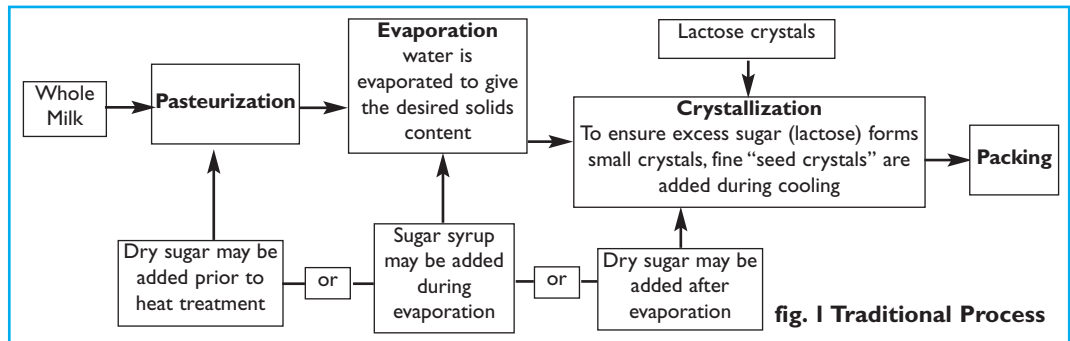 Whole
Milk
Pasteurization
Evaporation
water is
evaporated to give
the desired solids
content
Lactose crystals
Crystallization
To ensure excess sugar (lactose) forms
small crystals, fine “seed crystals” are
added during cooling
Packing
Dry sugar may be
added prior to
heat treatment
or
Sugar syrup
may be added
during
evaporation
or
Dry sugar may be
added after
evaporation
fig. 1 Traditional Process